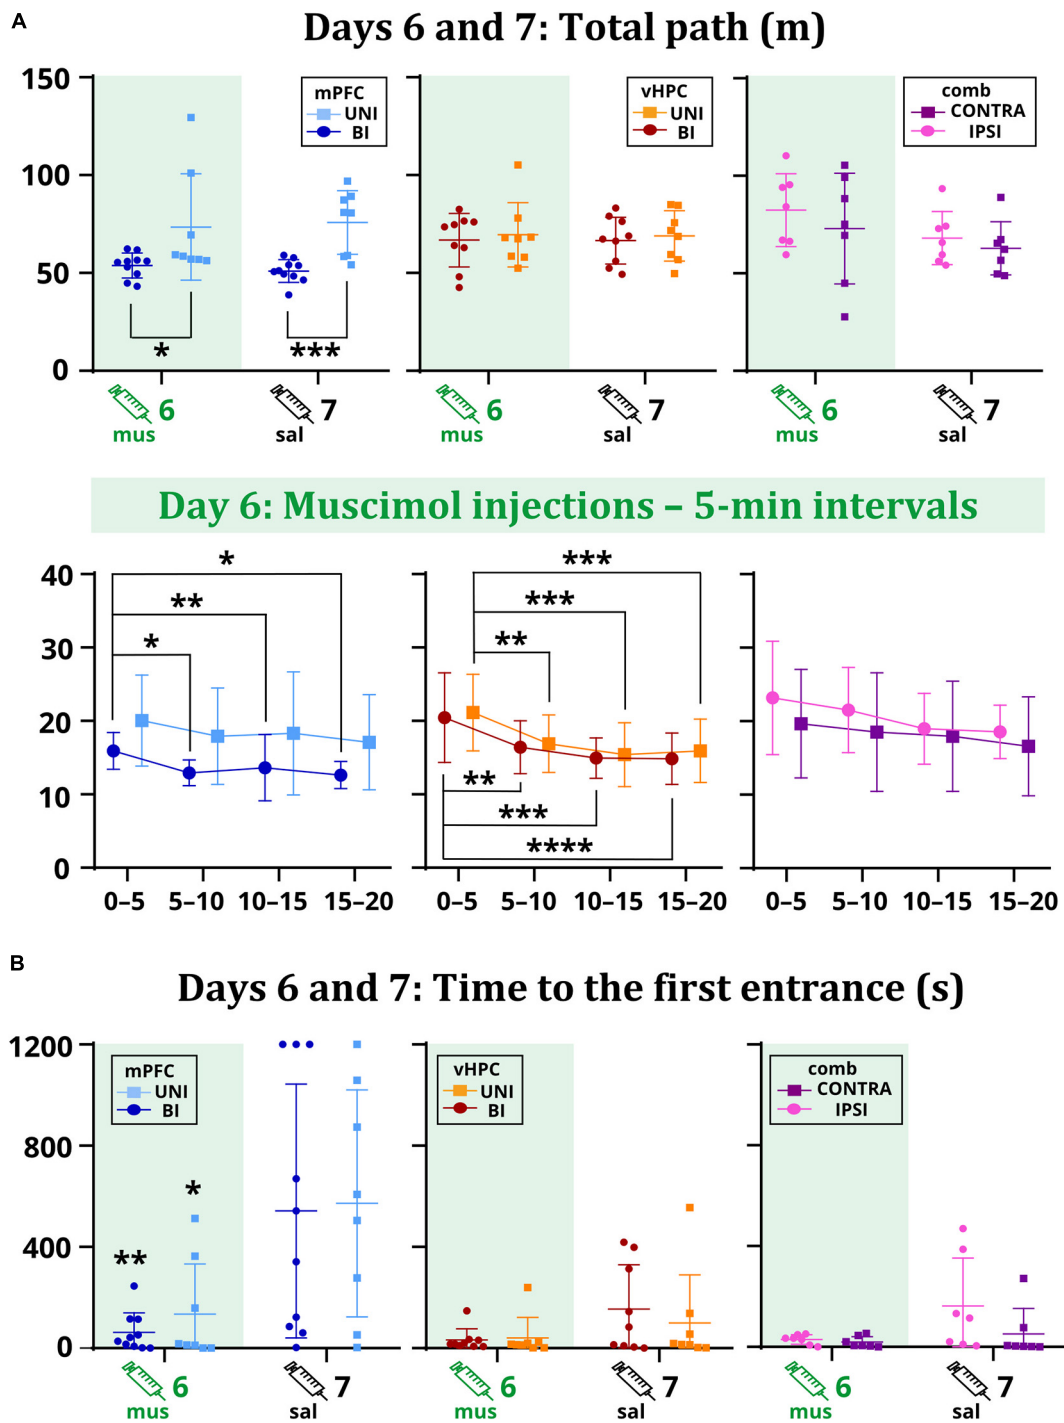 A
Days 6 and 7: Total path (m)
150
100
50
0
mPFC
UNI
BI
*
***
6
mus
7
sal
vHPC
UNI
BI
6
mus
7
sal
comb
CONTRA
IPSI
6
mus
7
sal
Day 6: Muscimol injections – 5-min intervals
40
30
20
10
0
*
**
*
0–5 5–10 10–15 15–20
***
***
**
**
***
****
0–5 5–10 10–15 15–20
0–5 5–10 10–15 15–20
B
Days 6 and 7: Time to the first entrance (s)
1200
800
400
0
mPFC
UNI
BI
**
*
6
mus
7
sal
vHPC
UNI
BI
6
mus
7
sal
comb
CONTRA
IPSI
6
mus
7
sal